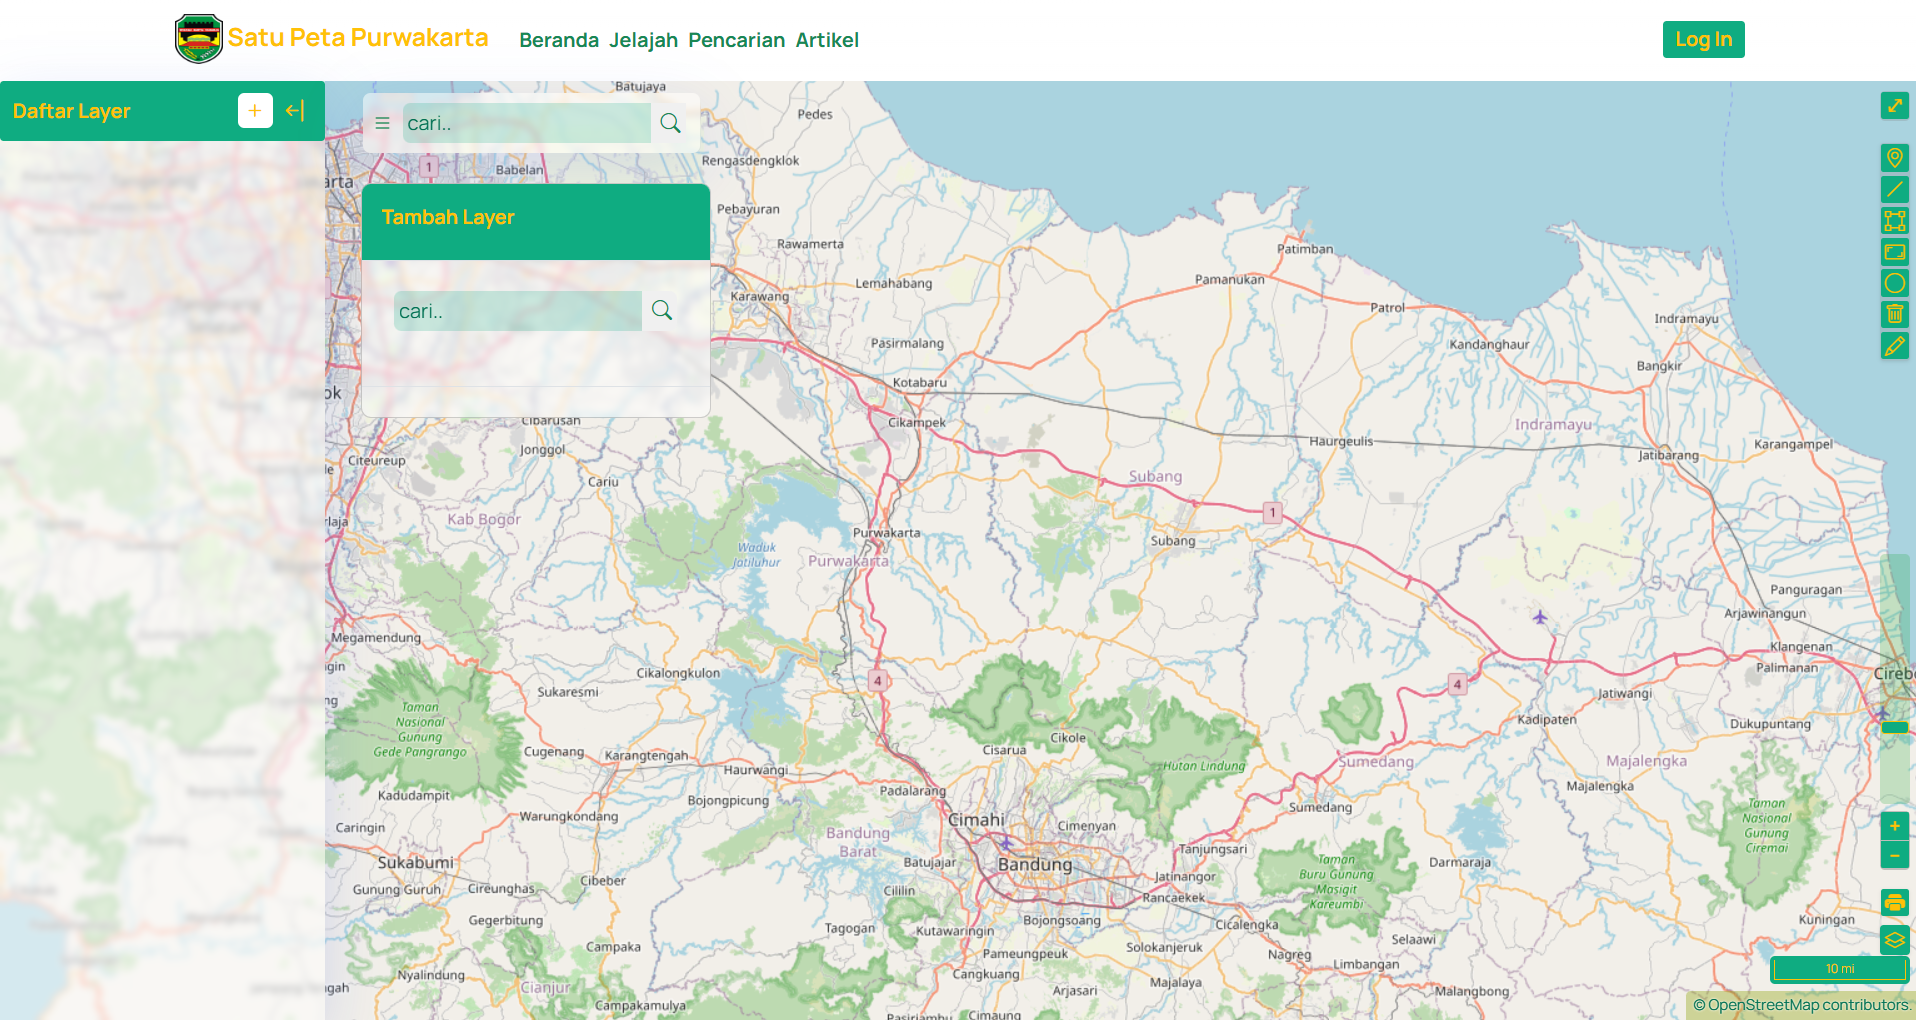 Satu Peta Purwakarta
Beranda Jelajah Pencarian Artikel
Log In
Daftar Layer
cari..
Tambah Layer
cari..
Batujaya
Pedes
Rengasdengklok
Babelan
1
Pebayuran
Rawamerta
Lemahabang
Karawang
Pasirmalang
Kotabaru
Cikampek
Patimban
Pamanukan
Patrol
Kandanghaur
Indramayu
Bangkir
Indramayu
Haurgeulis
Jatibarang
Karangampel
Cibarusan
Jonggol
Citeureup
Cariu
Kab Bogor
Subang
1
Subang
Purwakarta
Waduk
Jatiluhur
Purwakarta
Panguragan
Arjawinangun
Klangenan
Palimanan
Megamendung
Cikalongkulon
Sukaresmi
4
4
Jatiwangi
Kadipaten
Dukupuntang
Taman
Nasional
Gunung
Gede Pangrango
Cugenang
Karangtengah
Haurwangi
Cisarua
Cikole
Hutan Lindung
Sumedang
Majalengka
Majalengka
Kadudampit
Bojongpicung
Padalarang
Warungkondang
Caringin
Cimahi
Cimenyan
Sumedang
Taman
Nasional
Gunung
Ciremai
Bandung
Barat
Sukabumi
Batujajar
Bandung
Tanjungsari
Taman
Buru Gunung
Masigit
Kareumbi
Darmaraja
Gunung Guruh
Cireunghas
Cibeber
Cililin
Jatinangor
Rancaekek
Gegerbitung
Tagogan
Kutawaringin
Bojongsoang
Cicalengka
Kuningan
Campaka
Pameungpeuk
Solokanjeruk
Selaawi
Nagreg
Limbangan
Nyalindung
Cangkuang
Majalaya
Cianjur
Arjasari
Malangbong
Campakamulya
Cimaung
10 mi
© OpenStreetMap contributors.